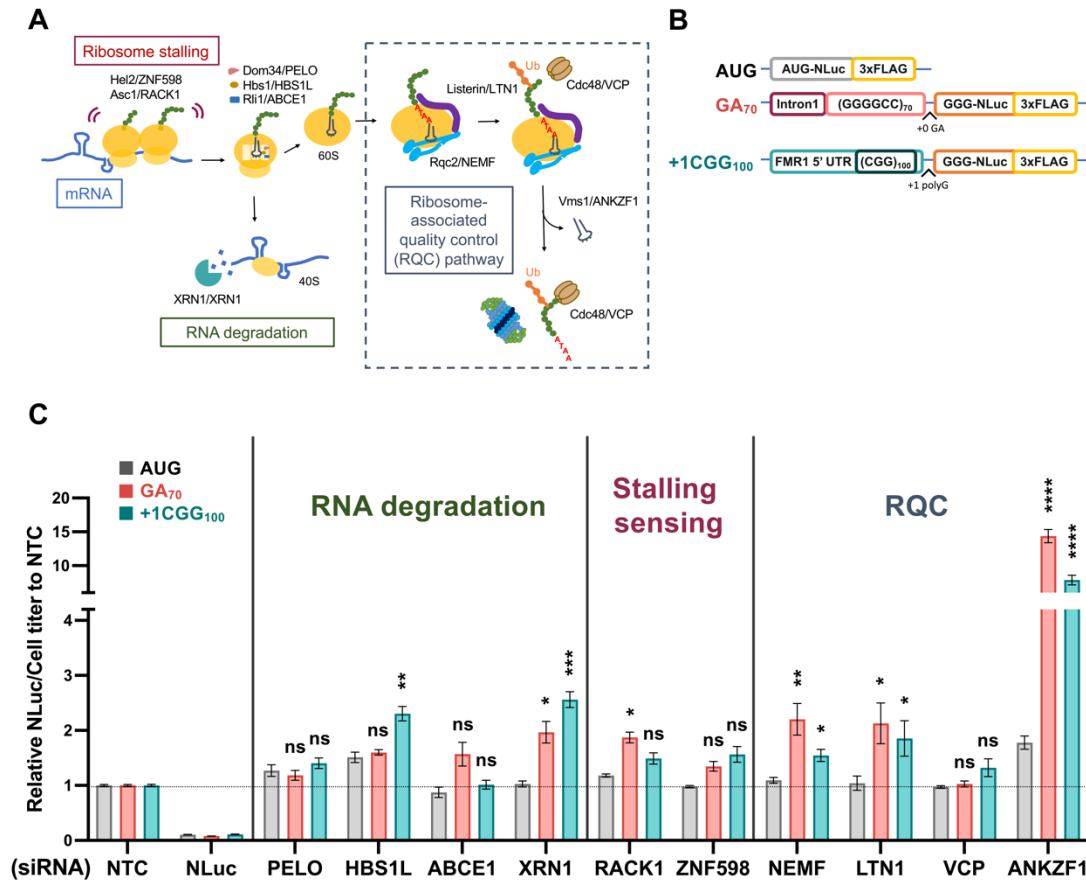 A
Ribosome stalling
Hel2/ZNF598
Asc1/RACK1
Dom34/PELO
Hbs1/HBS1L
Rli1/ABCE1
mRNA
60S
XRN1/XRN1
40S
RNA degradation
Ub
Listerin/LTN1
Cdc48/VCP
A T A A
A T A A
Rqc2/NEMF
Ribosome-
associated
quality control
(RQC) pathway
Vms1/ANKZF1
Ub
Cdc48/VCP
A T A A
B
AUG AUG-NLuc 3xFLAG
GA70 Intron1 (GGGGCC)70 GGG-NLuc 3xFLAG
+0 GA
+1CGG100 FMR1 5' UTR (CGG)100 GGG-NLuc 3xFLAG
+1 polyG
C
AUG
GA70
+1CGG100
RNA degradation
Stalling
sensing
RQC
Relative NLuc/Cell titer to NTC
20
15
10
4
3
2
1
0
ns ns
ns **
ns ns
* ***
* ns
ns ns
** *
* *
ns ns
**** ****
(siRNA) NTC NLuc PELO HBS1L ABCE1 XRN1 RACK1 ZNF598 NEMF LTN1 VCP ANKZF1